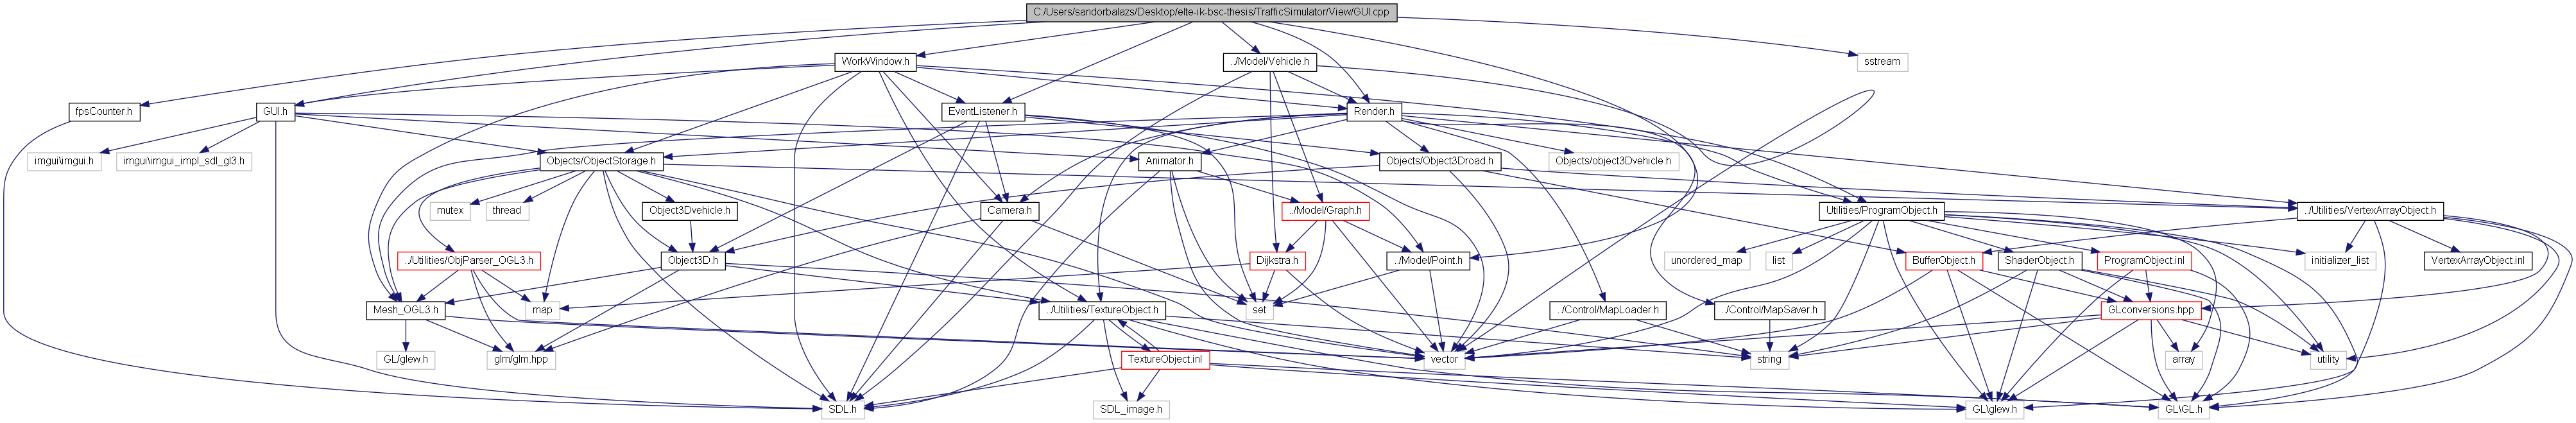 C:/Users/sandorbalazs/Desktop/elte-ik-bsc-thesis/TrafficSimulator/View/GUI.cpp
WorkWindow.h
../Model/Vehicle.h
sstream
fpsCounter.h
GUI.h
EventListener.h
Render.h
imgui\imgui.h
imgui\imgui_impl_sdl_gl3.h
Objects/ObjectStorage.h
Animator.h
Objects/Object3Droad.h
Objects/object3Dvehicle.h
mutex
thread
Object3Dvehicle.h
Camera.h
../Model/Graph.h
Utilities/ProgramObject.h
../Utilities/VertexArrayObject.h
../Utilities/ObjParser_OGL3.h
Object3D.h
Dijkstra.h
../Model/Point.h
unordered_map
list
BufferObject.h
ShaderObject.h
ProgramObject.inl
initializer_list
VertexArrayObject.inl
Mesh_OGL3.h
map
../Utilities/TextureObject.h
set
../Control/MapLoader.h
../Control/MapSaver.h
GLconversions.hpp
GL/glew.h
glm/glm.hpp
TextureObject.inl
vector
string
array
utility
SDL.h
SDL_image.h
GL\glew.h
GL\GL.h